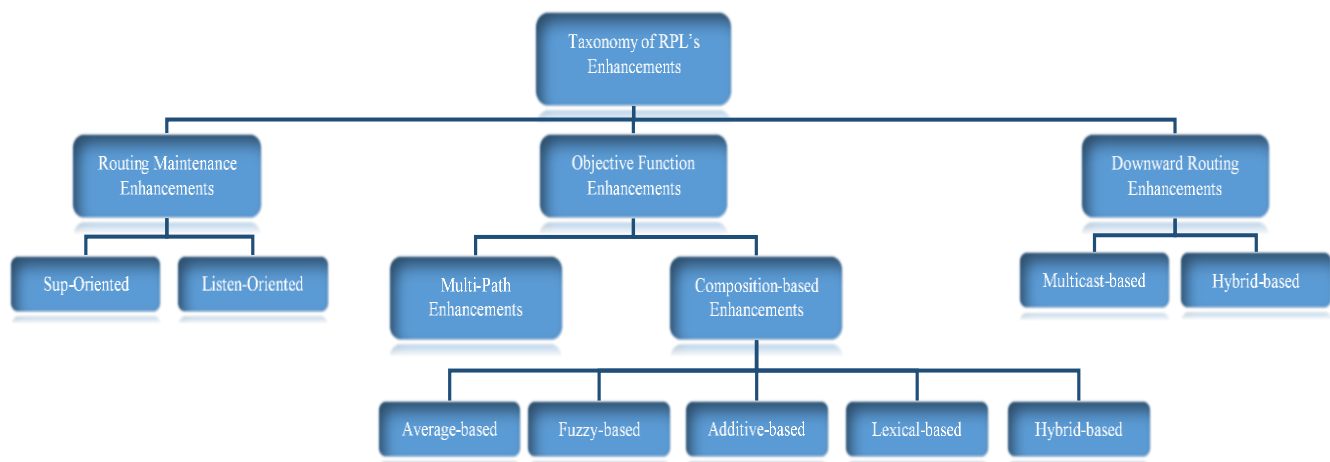 Taxonomy of RPL's
Enhancements
Routing Maintenance
Enhancements
Objective Function
Enhancements
Downward Routing
Enhancements
Sup-Oriented
Listen-Oriented
Multi-Path
Enhancements
Composition-based
Enhancements
Multicast-based
Hybrid-based
Average-based
Fuzzy-based
Additive-based
Lexical-based
Hybrid-based